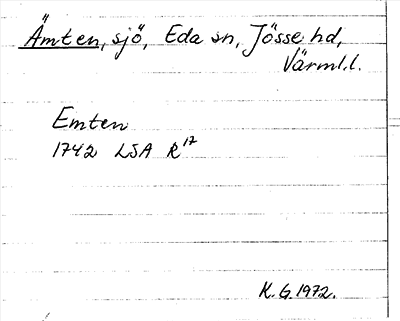 Ämten, sjö, Eda sn, Jösse hd,
Värml.l.
Emten
1742 LSA R17
K.G. 1972.